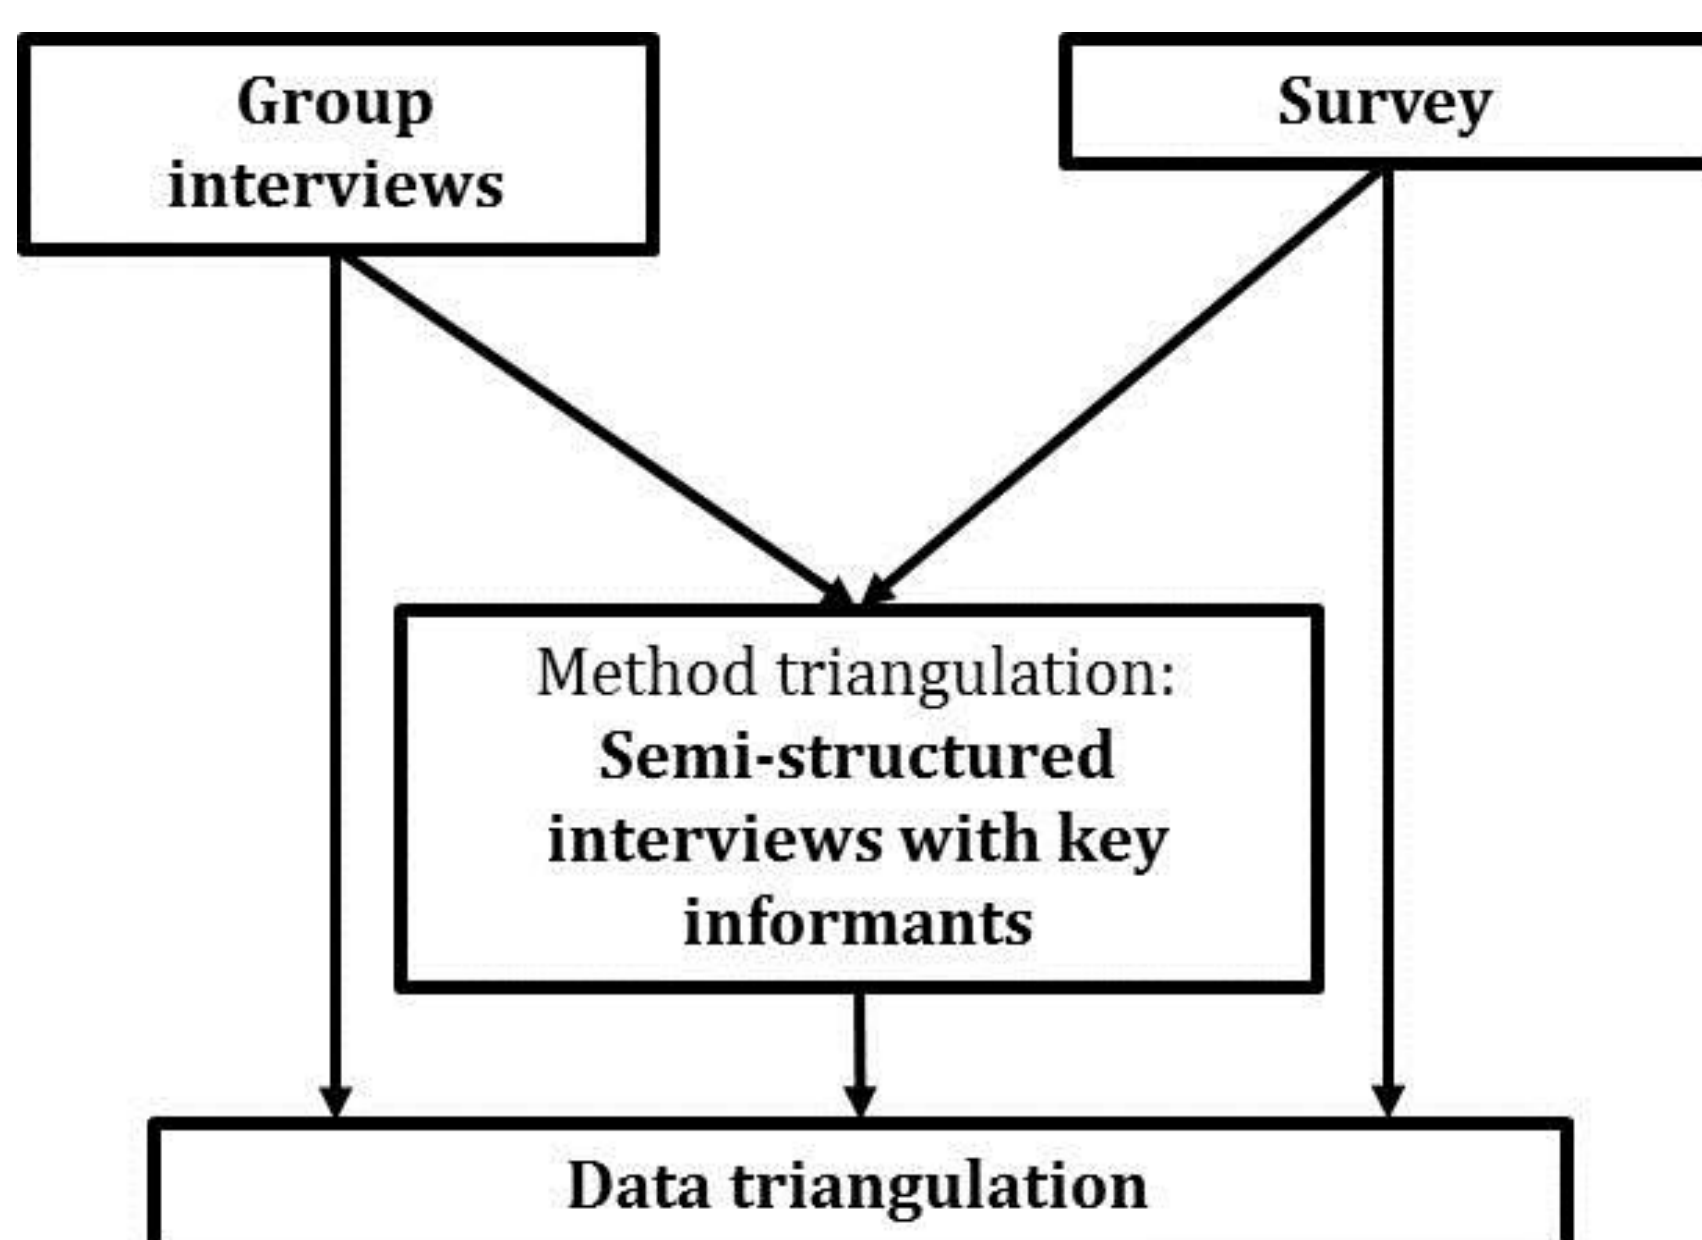 Group
interviews
Survey
Method triangulation:
Semi-structured
interviews with key
informants
Data triangulation